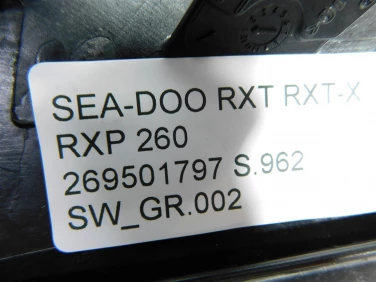 SEA-DOO RXT RXT-X
RXP 260
269501797 S.962
SW_GR.002